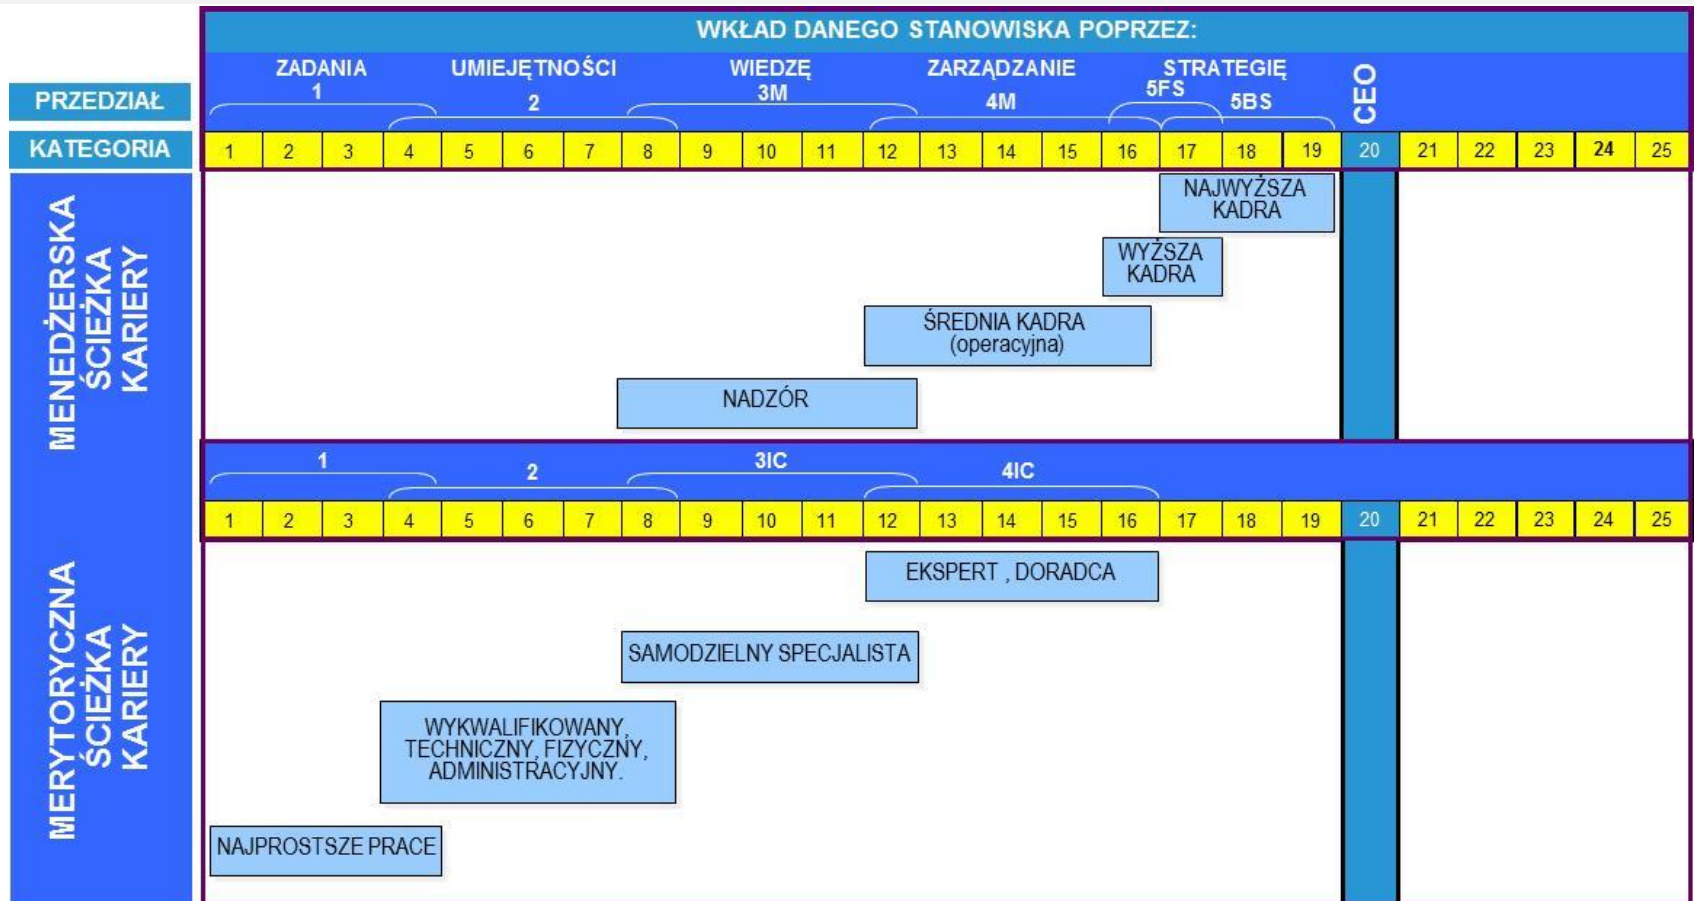 WKŁAD DANEGO STANOWISKA POPRZEZ:
ZADANIA UMIEJĘTNOŚCI WIEDZĘ ZARZĄDZANIE STRATEGIĘ
CEO
PRZEDZIAŁ 1 2 3M 4M 5FS 5BS
KATEGORIA 1 2 3 4 5 6 7 8 9 10 11 12 13 14 15 16 17 18 19 20 21 22 23 24 25
MENEDŻERSKA
ŚCIEŻKA
KARIERY
NAJWYŻSZA
KADRA
WYŻSZA
KADRA
ŚREDNIA KADRA
(operacyjna)
NADZÓR
1 2 3IC 4IC
1 2 3 4 5 6 7 8 9 10 11 12 13 14 15 16 17 18 19 20 21 22 23 24 25
MERYTORYCZNA
ŚCIEŻKA
KARIERY
EKSPERT , DORADCA
SAMODZIELNY SPECJALISTA
WYKWALIFIKOWANY,
TECHNICZNY, FIZYCZNY,
ADMINISTRACYJNY.
NAJPROSTSZE PRACE